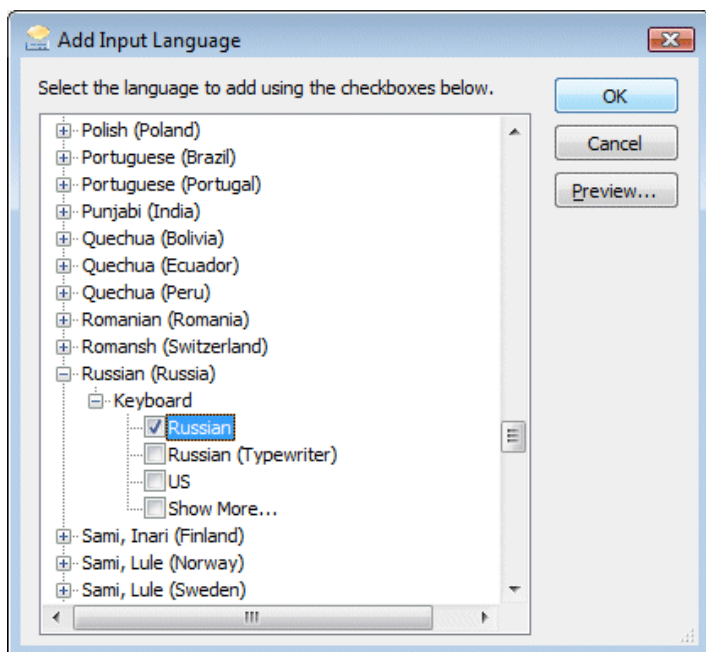 Add Input Language
Select the language to add using the checkboxes below.
OK
Cancel
Preview...
Polish (Poland)
Portuguese (Brazil)
Portuguese (Portugal)
Punjabi (India)
Quechua (Bolivia)
Quechua (Ecuador)
Quechua (Peru)
Romanian (Romania)
Romansh (Switzerland)
Russian (Russia)
Keyboard
Russian
Russian (Typewriter)
US
Show More...
Sami, Inari (Finland)
Sami, Lule (Norway)
Sami, Lule (Sweden)